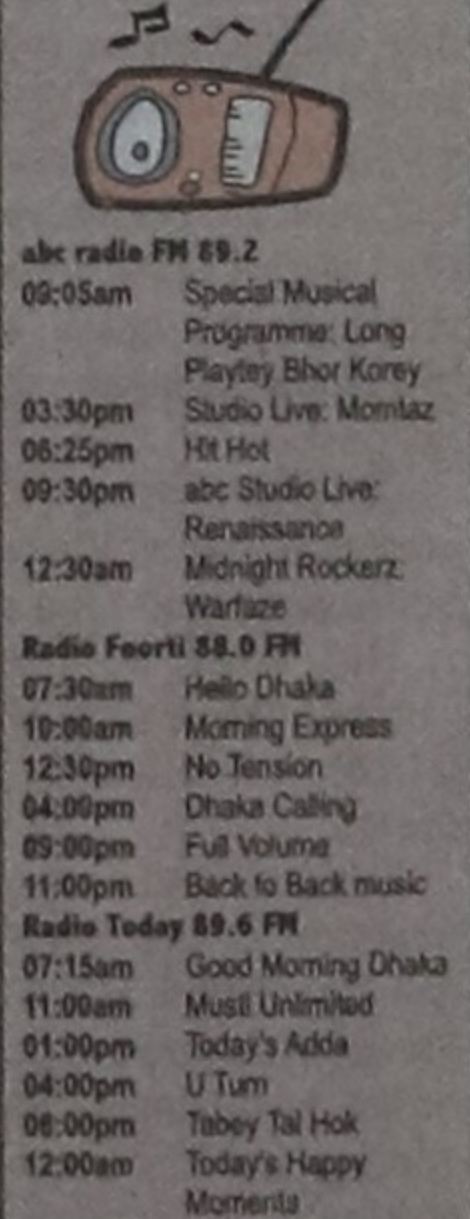 abc radio FM 89.2
09:05am Special Musical
Programme: Long
Playtey Bhor Korey
03:30pm Studio Live: Momtaz
06:25pm Hit Hot
09:30pm abc Studio Live:
Renaissance
12:30am Midnight Rockerz:
Warfaze
Radio Foorti 88.0 FM
07:30am Hello Dhaka
10:00am Morning Express
12:30pm No Tension
04:00pm Dhaka Calling
09:00pm Full Volume
11:00pm Back to Back music
Radio Today 89.6 FM
07:15am Good Morning Dhaka
11:00am Musti Unlimited
01:00pm Today's Adda
04:00pm U Turn
06:00pm Tabey Tai Hok
12:00am Today's Happy
Moments